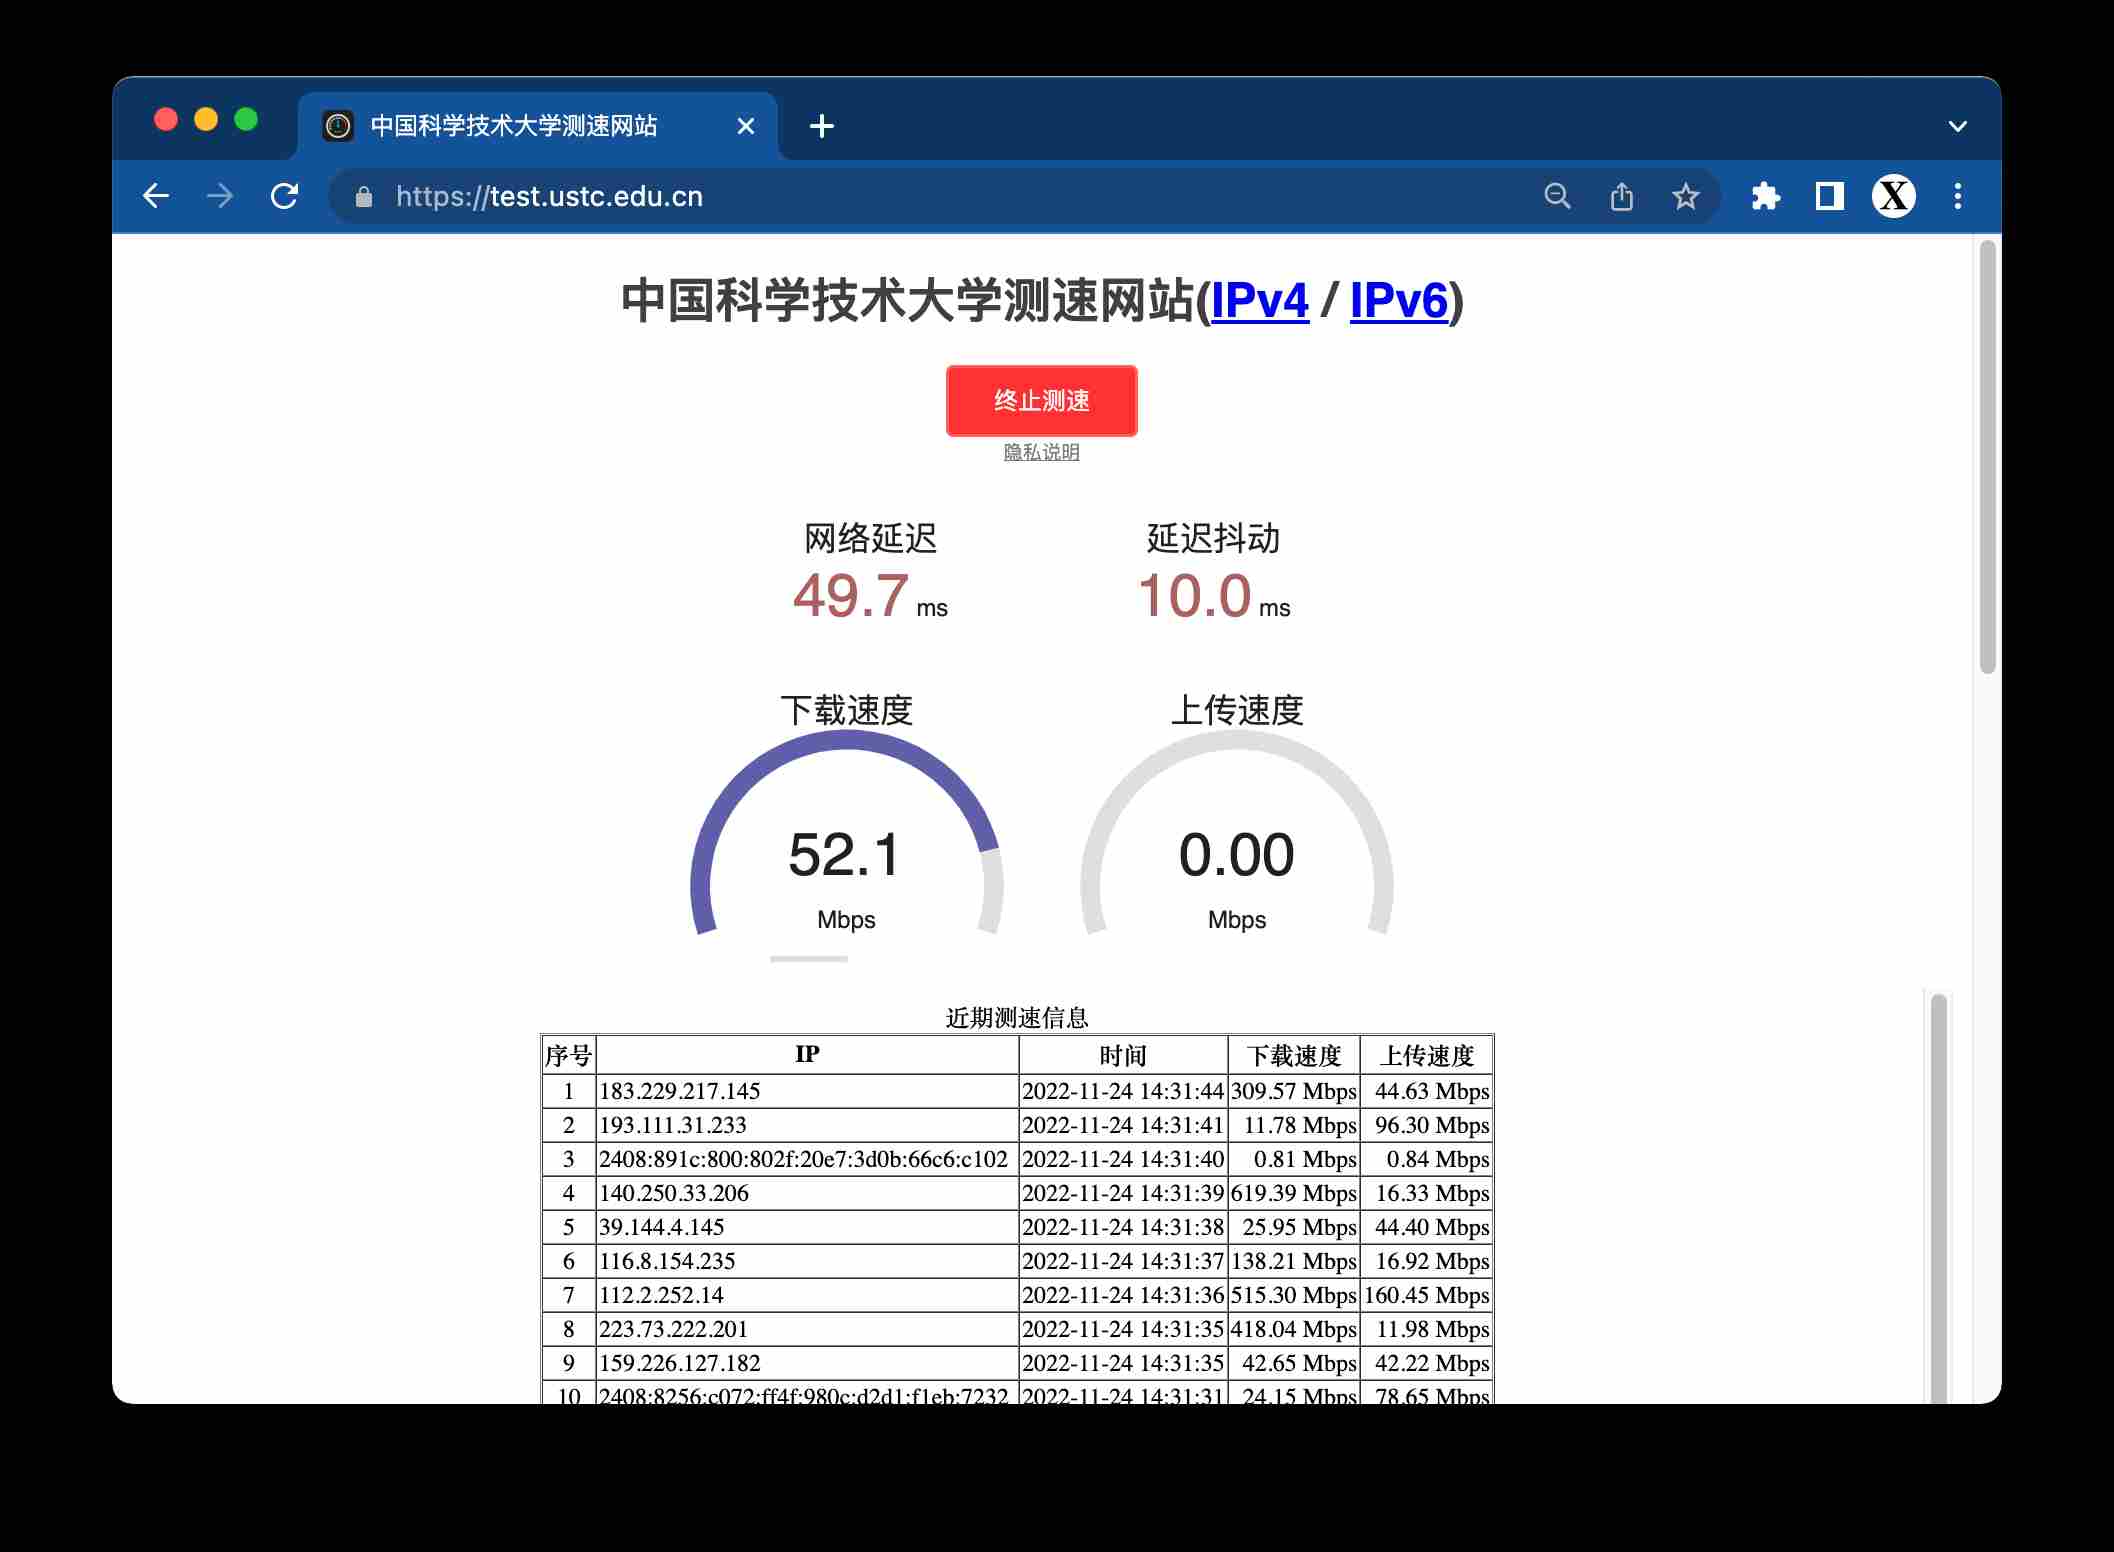 中国科学技术大学测速网站
https://test.ustc.edu.cn
X
中国科学技术大学测速网站(IPv4 / IPv6)
终止测速
隐私说明
网络延迟 延迟抖动
49.7 ms 10.0 ms
下载速度 上传速度
52.1 0.00
Mbps Mbps
近期测速信息
序号 IP 时间 下载速度 上传速度
1 183.229.217.145 2022-11-24 14:31:44 309.57 Mbps 44.63 Mbps
2 193.111.31.233 2022-11-24 14:31:41 11.78 Mbps 96.30 Mbps
3 2408:891c:800:802f:20e7:3d0b:66c6:c102 2022-11-24 14:31:40 0.81 Mbps 0.84 Mbps
4 140.250.33.206 2022-11-24 14:31:39 619.39 Mbps 16.33 Mbps
5 39.144.4.145 2022-11-24 14:31:38 25.95 Mbps 44.40 Mbps
6 116.8.154.235 2022-11-24 14:31:37 138.21 Mbps 16.92 Mbps
7 112.2.252.14 2022-11-24 14:31:36 515.30 Mbps 160.45 Mbps
8 223.73.222.201 2022-11-24 14:31:35 418.04 Mbps 11.98 Mbps
9 159.226.127.182 2022-11-24 14:31:35 42.65 Mbps 42.22 Mbps
10 2408:8256:c072:ff4f:980c:d2d1:f1eb:7232 2022-11-24 14:31:31 24.15 Mbps 78.65 Mbps